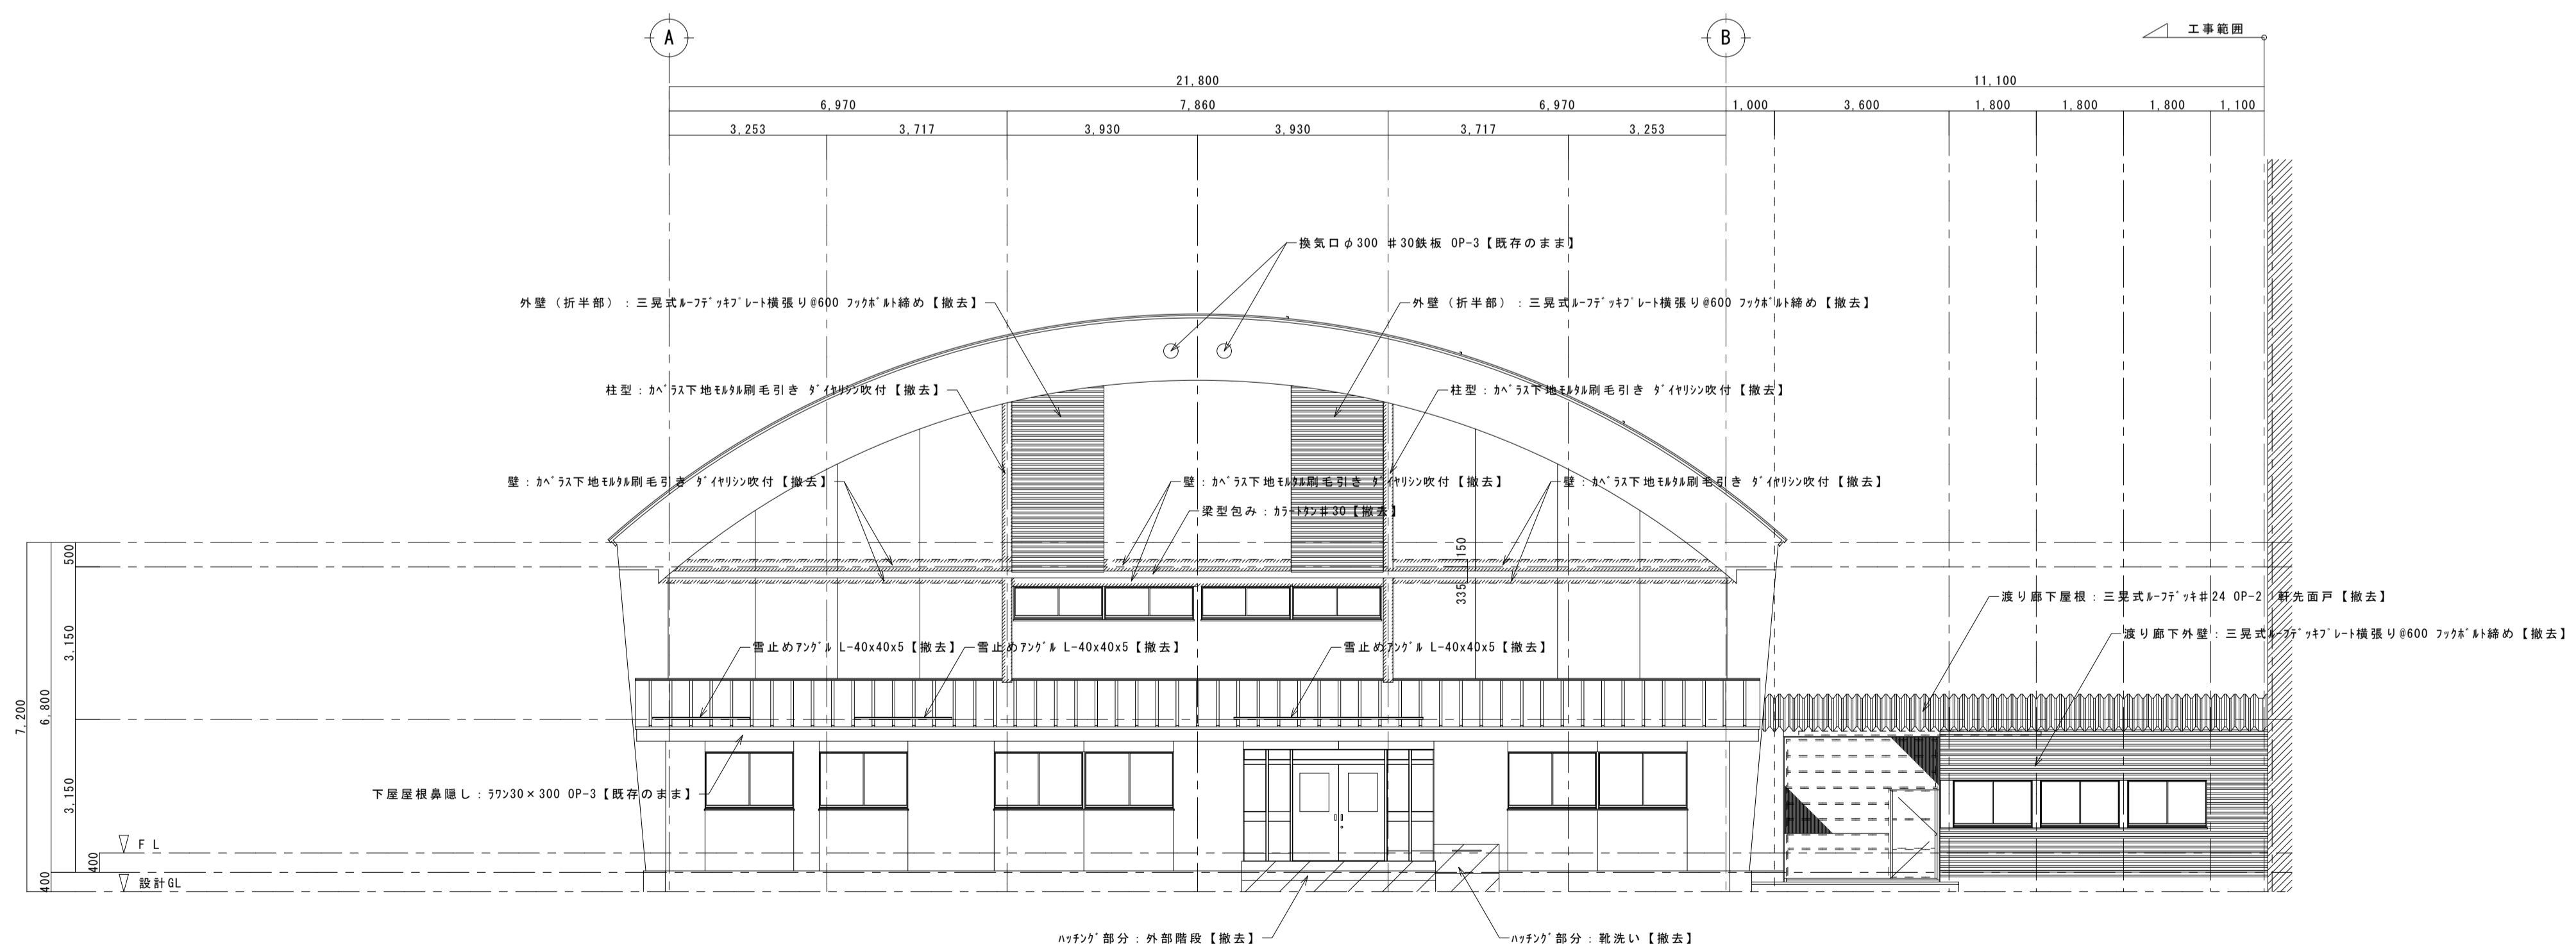 A
B
工事範囲
21,800
11,100
6,970
7,860
6,970
1,000
3,600
1,800
1,800
1,800
1,100
3,253
3,717
3,930
3,930
3,717
3,253
換気口φ300 #30鉄板 OP-3【既存のまま】
外壁（折半部）：三晃式ﾙｰﾌﾃﾞｯｷﾌﾟﾚｰﾄ横張り@600 ﾌｯｸﾎﾞﾙﾄ締め【撤去】
外壁（折半部）：三晃式ﾙｰﾌﾃﾞｯｷﾌﾟﾚｰﾄ横張り@600 ﾌｯｸﾎﾞﾙﾄ締め【撤去】
柱型：ｶﾍﾞﾗｽ下地ﾓﾙﾀﾙ刷毛引き ﾀﾞｲﾔﾘｼﾝ吹付【撤去】
柱型：ｶﾍﾞﾗｽ下地ﾓﾙﾀﾙ刷毛引き ﾀﾞｲﾔﾘｼﾝ吹付【撤去】
壁：ｶﾍﾞﾗｽ下地ﾓﾙﾀﾙ刷毛引き ﾀﾞｲﾔﾘｼﾝ吹付【撤去】
壁：ｶﾍﾞﾗｽ下地ﾓﾙﾀﾙ刷毛引き ﾀﾞｲﾔﾘｼﾝ吹付【撤去】
壁：ｶﾍﾞﾗｽ下地ﾓﾙﾀﾙ刷毛引き ﾀﾞｲﾔﾘｼﾝ吹付【撤去】
梁型包み：ｶﾗｰﾄﾀﾝ#30【撤去】
500
150
335
渡り廊下屋根：三晃式ﾙｰﾌﾃﾞｯｷ#24 OP-2 軒先面戸【撤去】
渡り廊下外壁：三晃式ﾙｰﾌﾃﾞｯｷﾌﾟﾚｰﾄ横張り@600 ﾌｯｸﾎﾞﾙﾄ締め【撤去】
3,150
雪止めｱﾝｸﾞﾙ L-40x40x5【撤去】
雪止めｱﾝｸﾞﾙ L-40x40x5【撤去】
雪止めｱﾝｸﾞﾙ L-40x40x5【撤去】
7,200
6,800
3,150
下屋屋根鼻隠し：ﾗﾜﾝ30×300 OP-3【既存のまま】
FL
400
設計GL
400
ﾊｯﾁﾝｸﾞ部分：外部階段【撤去】
ﾊｯﾁﾝｸﾞ部分：靴洗い【撤去】